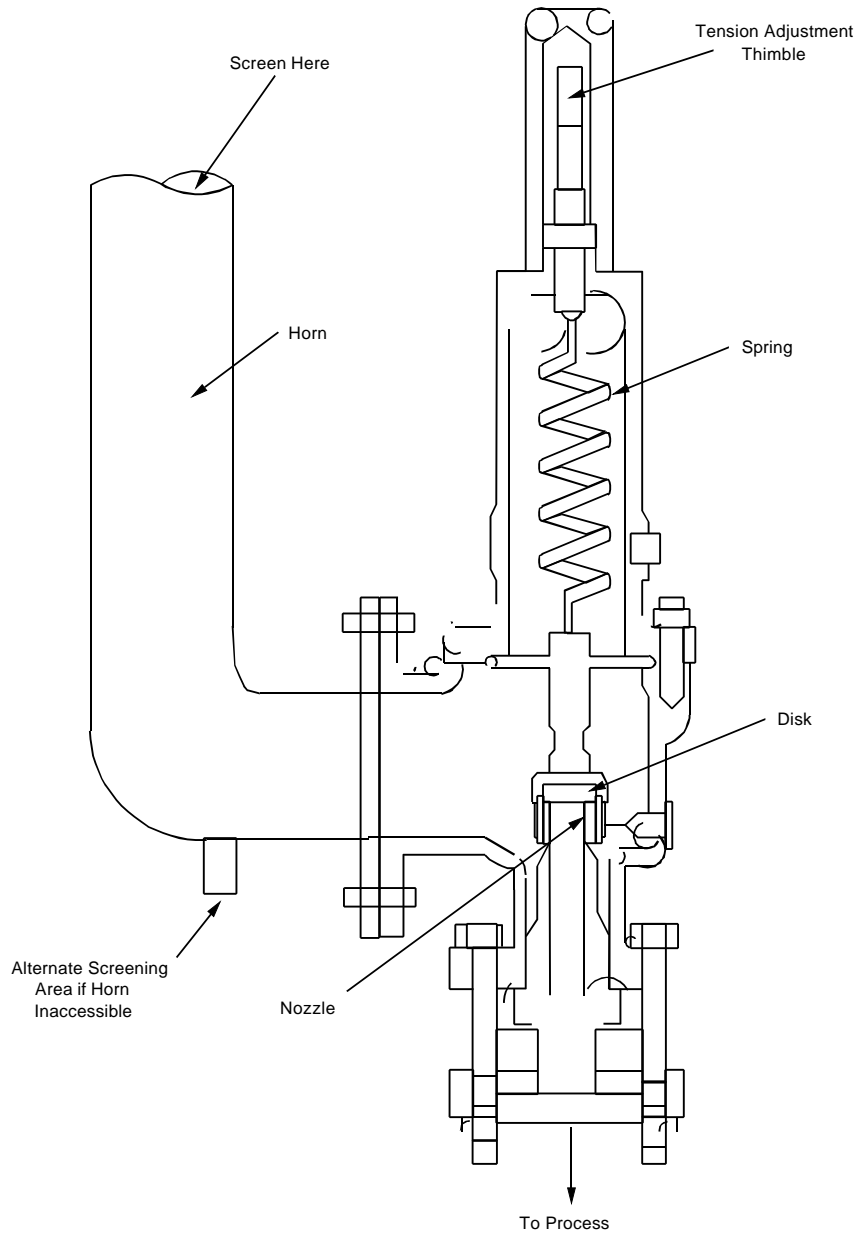 Tension Adjustment
Thimble
Screen Here
Horn
Spring
Disk
Alternate Screening
Area if Horn
Inaccessible
Nozzle
To Process